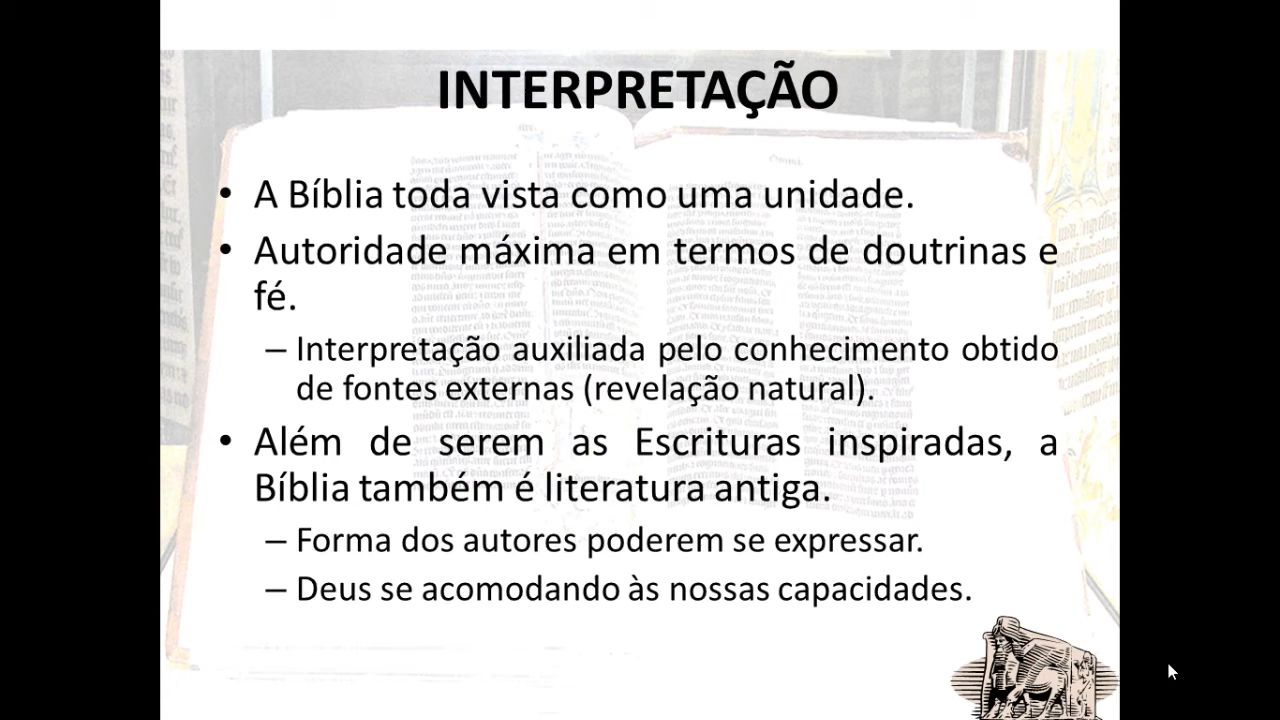 INTERPRETAÇÃO
• A Bíblia toda vista como uma unidade.
• Autoridade máxima em termos de doutrinas e
fé.
– Interpretação auxiliada pelo conhecimento obtido
de fontes externas (revelação natural).
• Além de serem as Escrituras inspiradas, a
Bíblia também é literatura antiga.
– Forma dos autores poderem se expressar.
– Deus se acomodando às nossas capacidades.